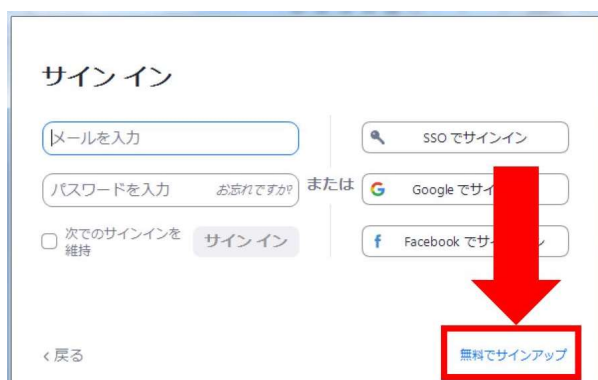 サイン イン
メールを入力
パスワードを入力 お忘れですか?
次でのサインインを
維持
サイン イン
または
SSO でサインイン
Google でサイ
Facebook でサ ン
< 戻る
無料でサインアップ